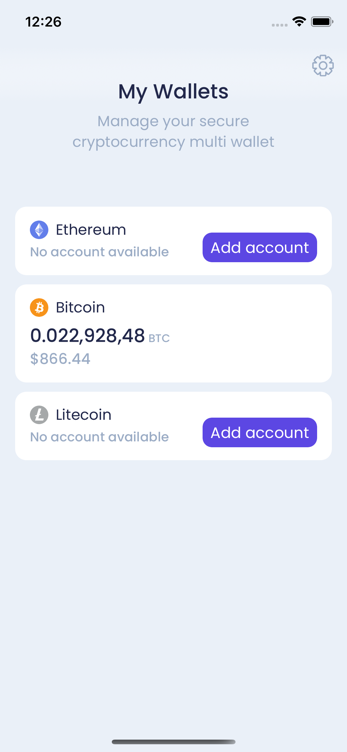 12:26
My Wallets
Manage your secure
cryptocurrency multi wallet
Ethereum
No account available
Add account
Bitcoin
0.022,928,48 BTC
$866.44
Litecoin
No account available
Add account